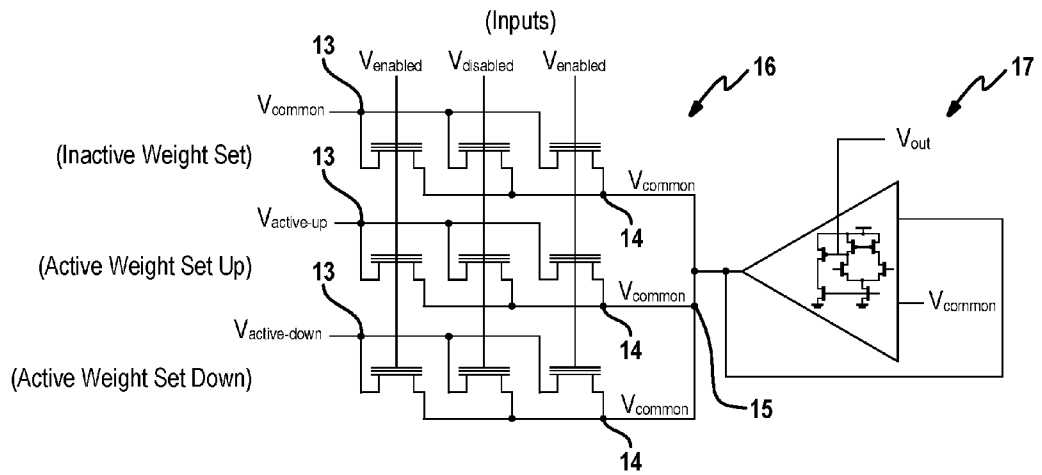 (Inputs)
13
Venabled Vdisabled Venabled
16
17
Vcommon
Vout
(Inactive Weight Set)
13
Vcommon
Vactive-up
14
(Active Weight Set Up)
13
Vcommon
Vcommon
Vactive-down
14
(Active Weight Set Down)
Vcommon
15
14